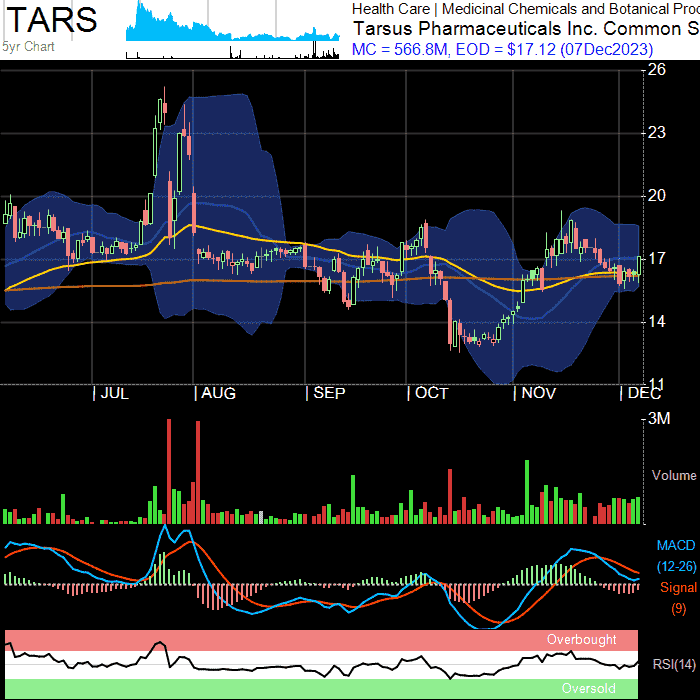 TARS
5yr Chart
Health Care | Medicinal Chemicals and Botanical Pro
Tarsus Pharmaceuticals Inc. Common S
MC = 566.8M, EOD = $17.12 (07Dec2023)
26
23
20
17
14
11
| JUL | AUG | SEP | OCT | NOV | DEC
3M
Volume
MACD
(12-26)
Signal
(9)
Overbought
RSI(14)
Oversold